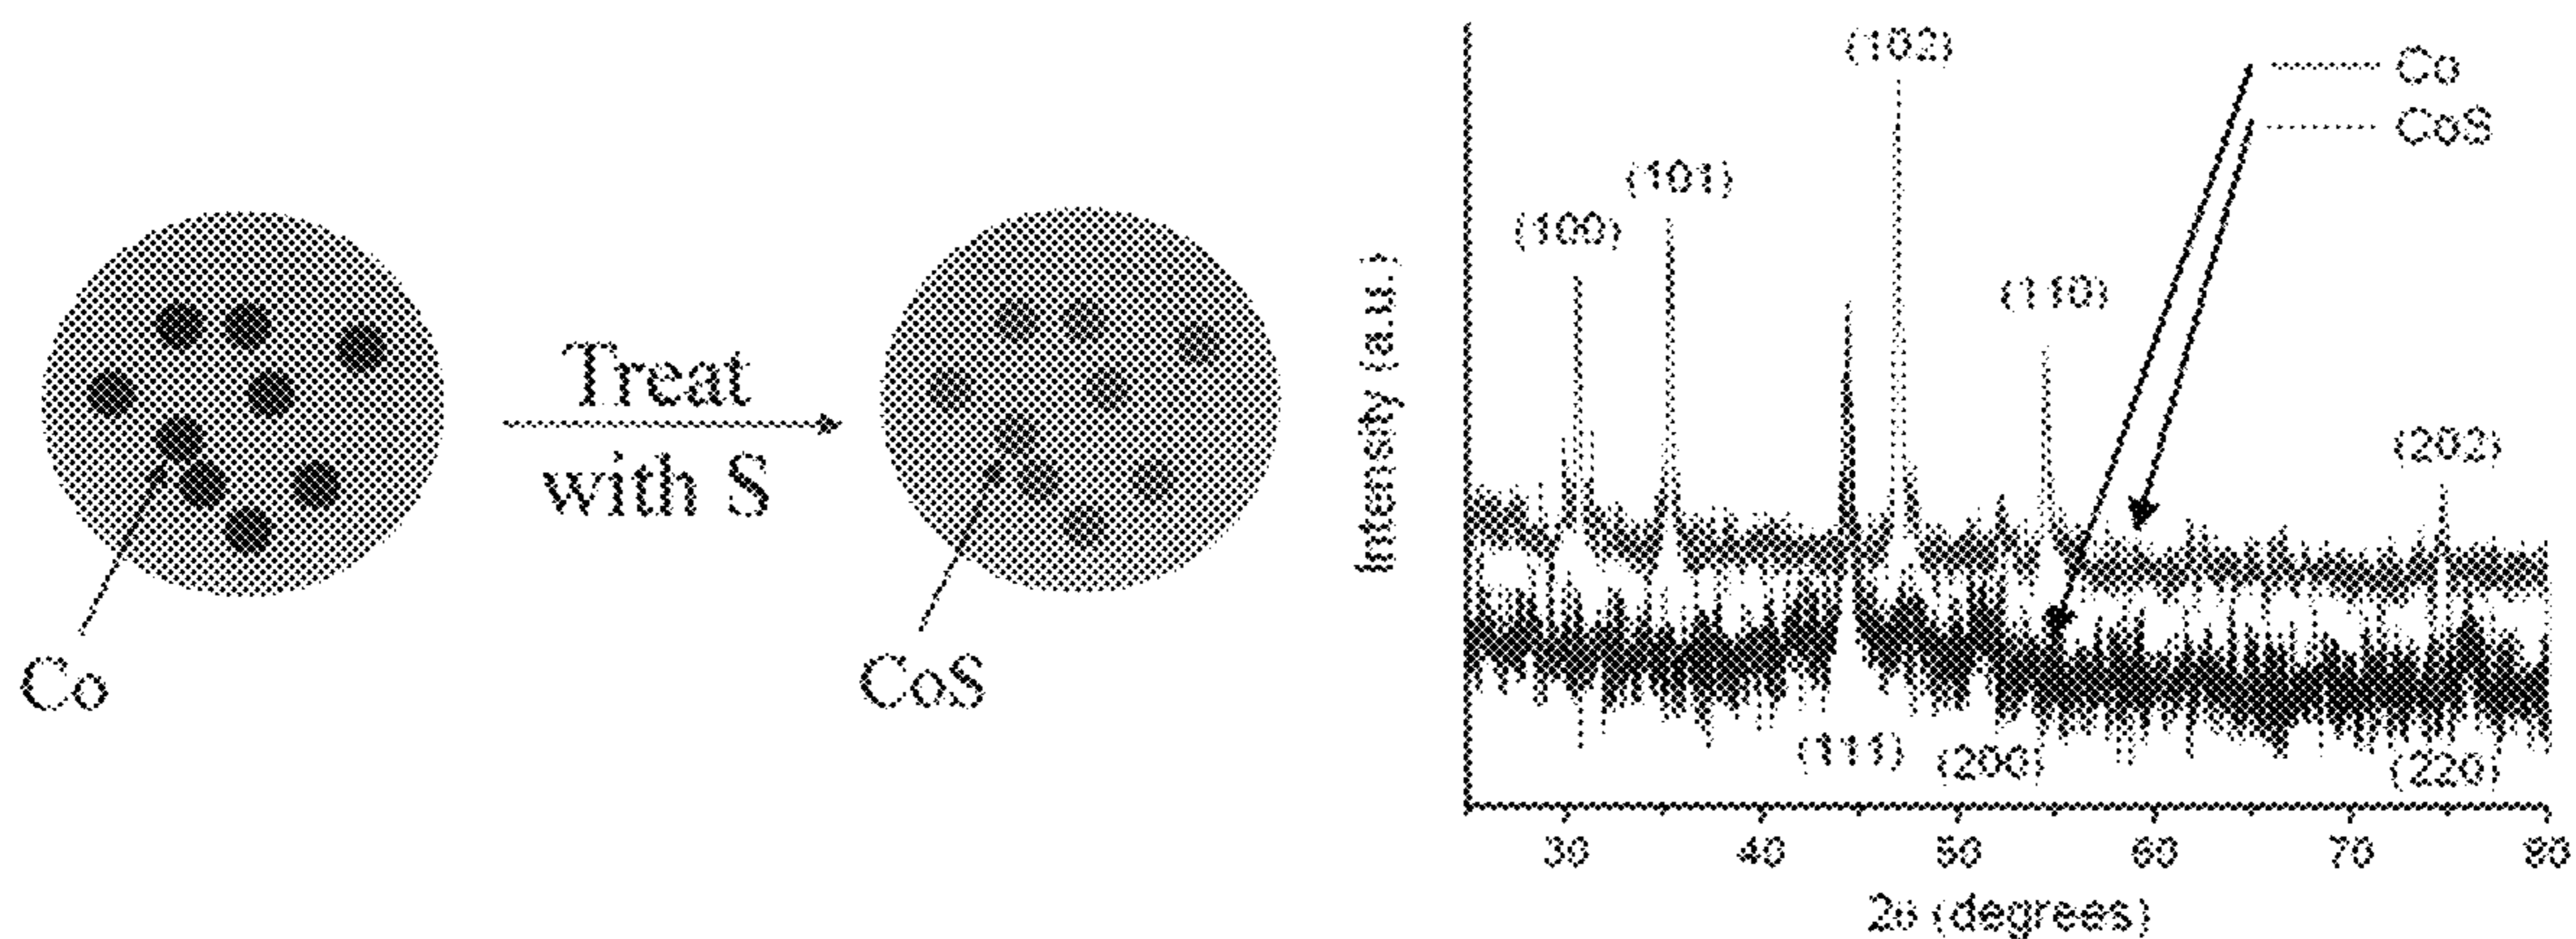 Treat
with S
Co
CoS
(102)
Co
CoS
(101)
(100)
(110)
(202)
Intensity (a.u.)
(111)
(200)
(220)
30
40
50
60
70
80
2θ (degrees)